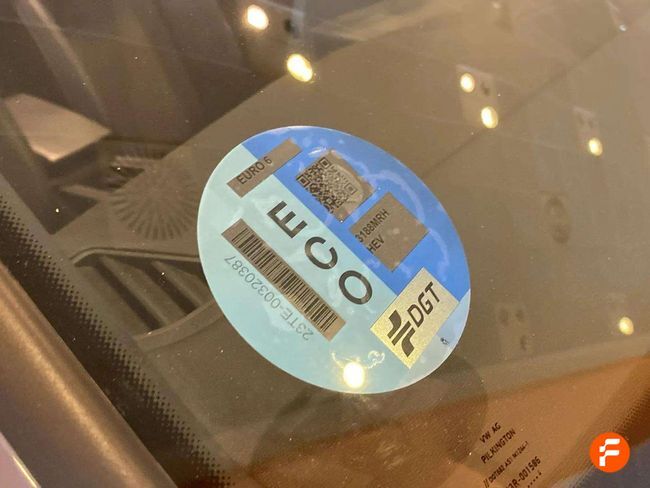 EURO 6
3188MRH
HEV
ECO
23TE-00320387
DGT
VW AG
PILKINGTON